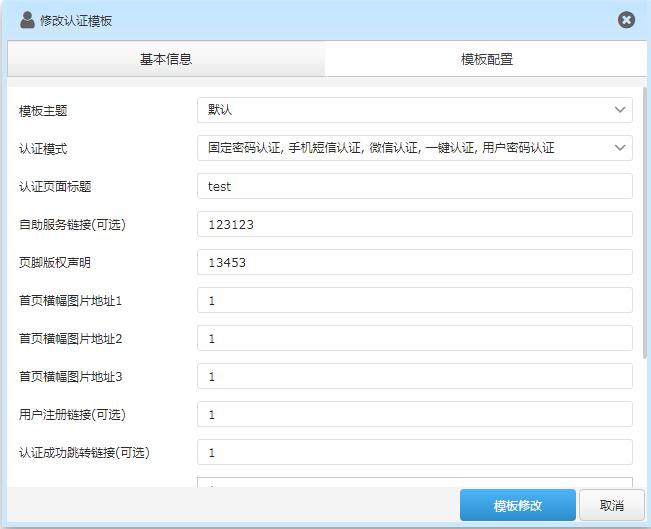 修改认证模板
基本信息 模板配置
模板主题 默认
认证模式 固定密码认证, 手机短信认证, 微信认证, 一键认证, 用户密码认证
认证页面标题 test
自助服务链接(可选) 123123
页脚版权声明 13453
首页横幅图片地址1 1
首页横幅图片地址2 1
首页横幅图片地址3 1
用户注册链接(可选) 1
认证成功跳转链接(可选) 1
模板修改 取消